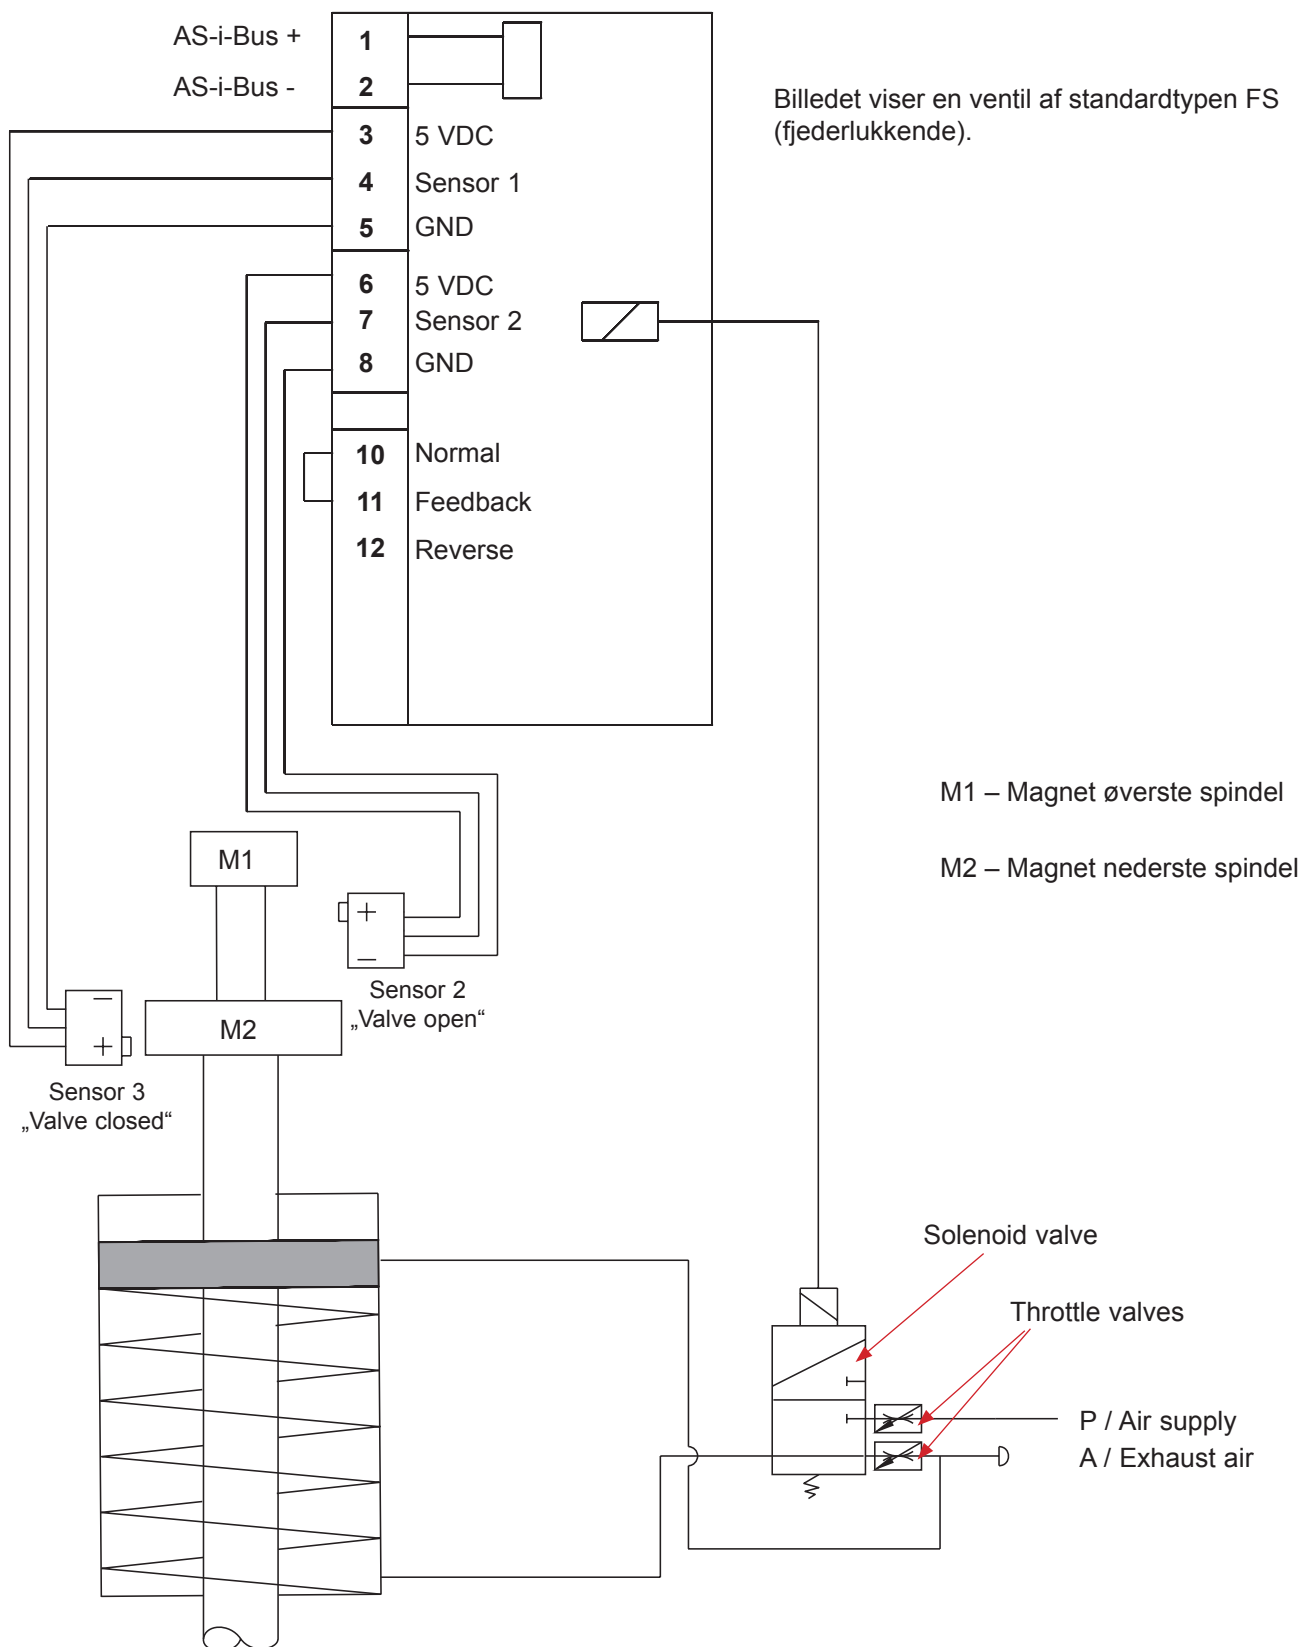 AS-i-Bus +
1
AS-i-Bus -
2
Billedet viser en ventil af standardtypen FS
(fjederlukkende).
3 5 VDC
4 Sensor 1
5 GND
6 5 VDC
7 Sensor 2
8 GND
10 Normal
11 Feedback
12 Reverse
M1 – Magnet øverste spindel
M2 – Magnet nederste spindel
M1
+
–
Sensor 2
„Valve open“
M2
–
+
Sensor 3
„Valve closed“
Solenoid valve
Throttle valves
P / Air supply
A / Exhaust air